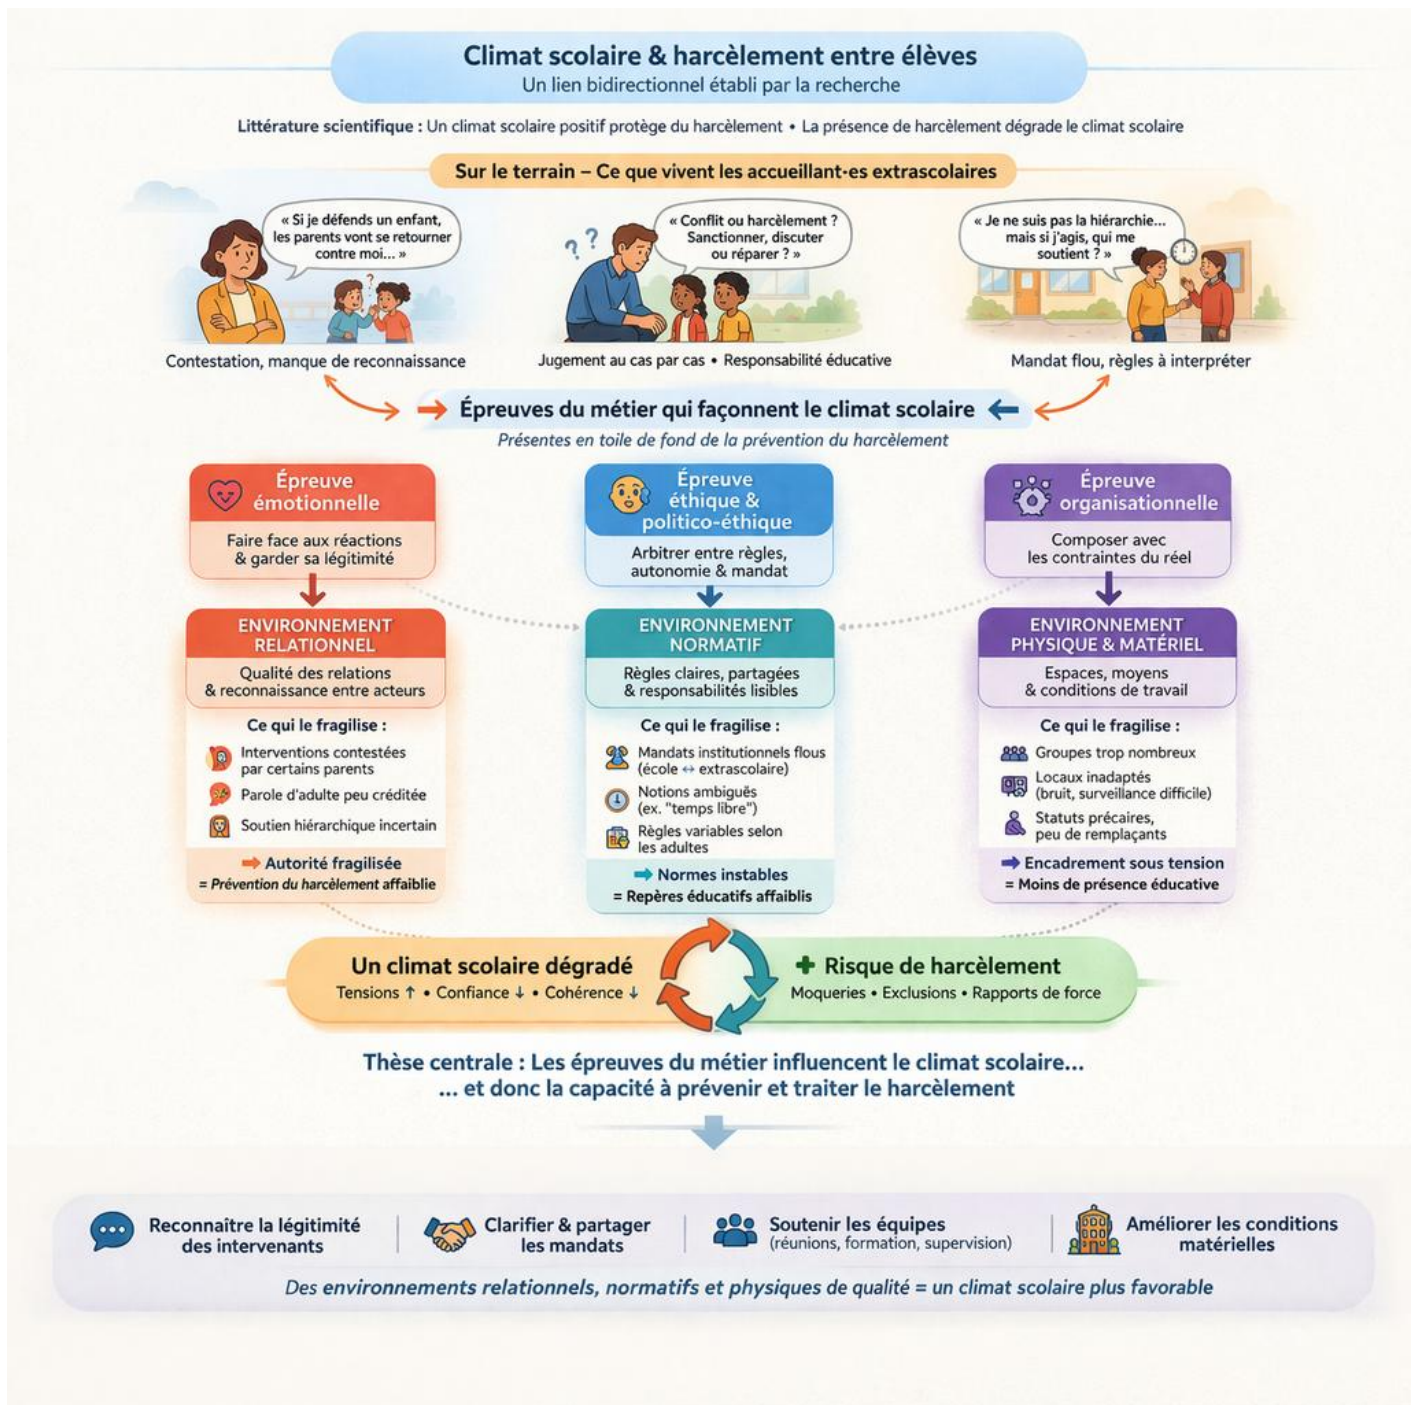 Climat scolaire & harcèlement entre élèves
Un lien bidirectionnel établi par la recherche
Littérature scientifique : Un climat scolaire positif protège du harcèlement • La présence de harcèlement dégrade le climat scolaire
Sur le terrain – Ce que vivent les accueillant·es extrascolaires
« Si je défends un enfant,
les parents vont se retourner
contre moi... »
« Conflit ou harcèlement ?
Sanctionner, discuter
ou réparer ? »
« Je ne suis pas la hiérarchie...
mais si j'agis, qui me
soutient ? »
Contestation, manque de reconnaissance
Jugement au cas par cas • Responsabilité éducative
Mandat flou, règles à interpréter
Épreuves du métier qui façonnent le climat scolaire
Présentes en toile de fond de la prévention du harcèlement
Épreuve
émotionnelle
Faire face aux réactions
& garder sa légitimité
Épreuve
éthique &
politico-éthique
Arbitrer entre règles,
autonomie & mandat
Épreuve
organisationnelle
Composer avec
les contraintes du réel
ENVIRONNEMENT
RELATIONNEL
Qualité des relations
& reconnaissance entre acteurs
Ce qui le fragilise :
Interventions contestées
par certains parents
Parole d'adulte peu créditée
Soutien hiérarchique incertain
Autorité fragilisée
= Prévention du harcèlement affaiblie
ENVIRONNEMENT
NORMATIF
Règles claires, partagées
& responsabilités lisibles
Ce qui le fragilise :
Mandats institutionnels flous
(école ↔ extrascolaire)
Notions ambiguës
(ex. "temps libre")
Règles variables selon
les adultes
Normes instables
= Repères éducatifs affaiblis
ENVIRONNEMENT
PHYSIQUE & MATÉRIEL
Espaces, moyens
& conditions de travail
Ce qui le fragilise :
Groupes trop nombreux
Locaux inadaptés
(bruit, surveillance difficile)
Statuts précaires,
peu de remplaçants
Encadrement sous tension
= Moins de présence éducative
Un climat scolaire dégradé
Tensions ↑ • Confiance ↓ • Cohérence ↓
+ Risque de harcèlement
Moqueries • Exclusions • Rapports de force
Thèse centrale : Les épreuves du métier influencent le climat scolaire...
... et donc la capacité à prévenir et traiter le harcèlement
Reconnaître la légitimité
des intervenants
Clarifier & partager
les mandats
Soutenir les équipes
(réunions, formation, supervision)
Améliorer les conditions
matérielles
Des environnements relationnels, normatifs et physiques de qualité = un climat scolaire plus favorable